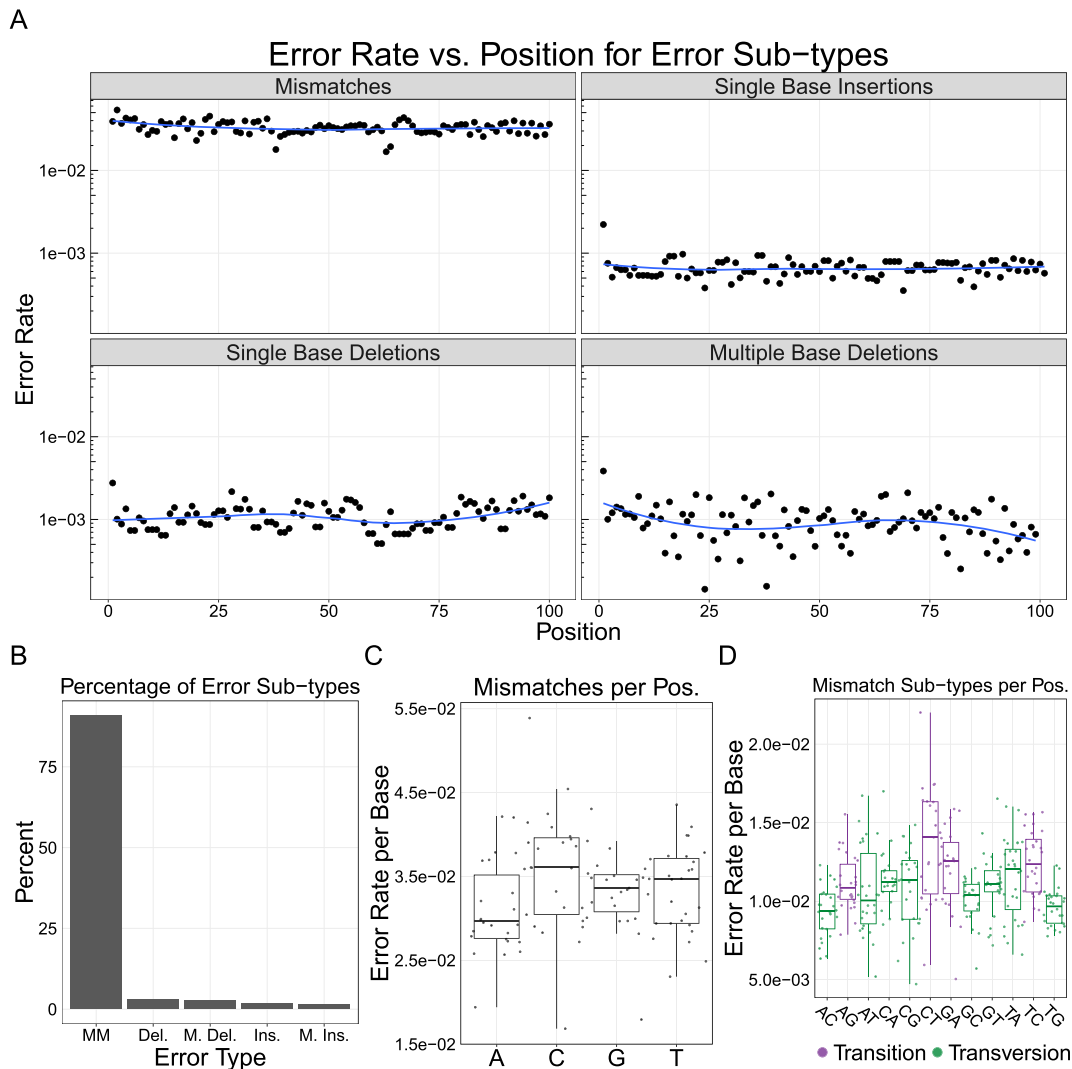 A
Error Rate vs. Position for Error Sub−types
Mismatches
Single Base Insertions
1e−02
1e−03
Single Base Deletions
Multiple Base Deletions
1e−02
1e−03
Error Rate
0 25 50 75 100
0 25 50 75 100
Position
B
Percentage of Error Sub−types
75
50
25
0
Percent
MM Del. M. Del. Ins. M. Ins.
Error Type
C
Mismatches per Pos.
5.5e−02
4.5e−02
3.5e−02
2.5e−02
1.5e−02
Error Rate per Base
A C G T
D
Mismatch Sub−types per Pos.
2.0e−02
1.5e−02
1.0e−02
5.0e−03
Error Rate per Base
AC AG AT CA CG CT GA GC GT TA TC TG
Transition Transversion